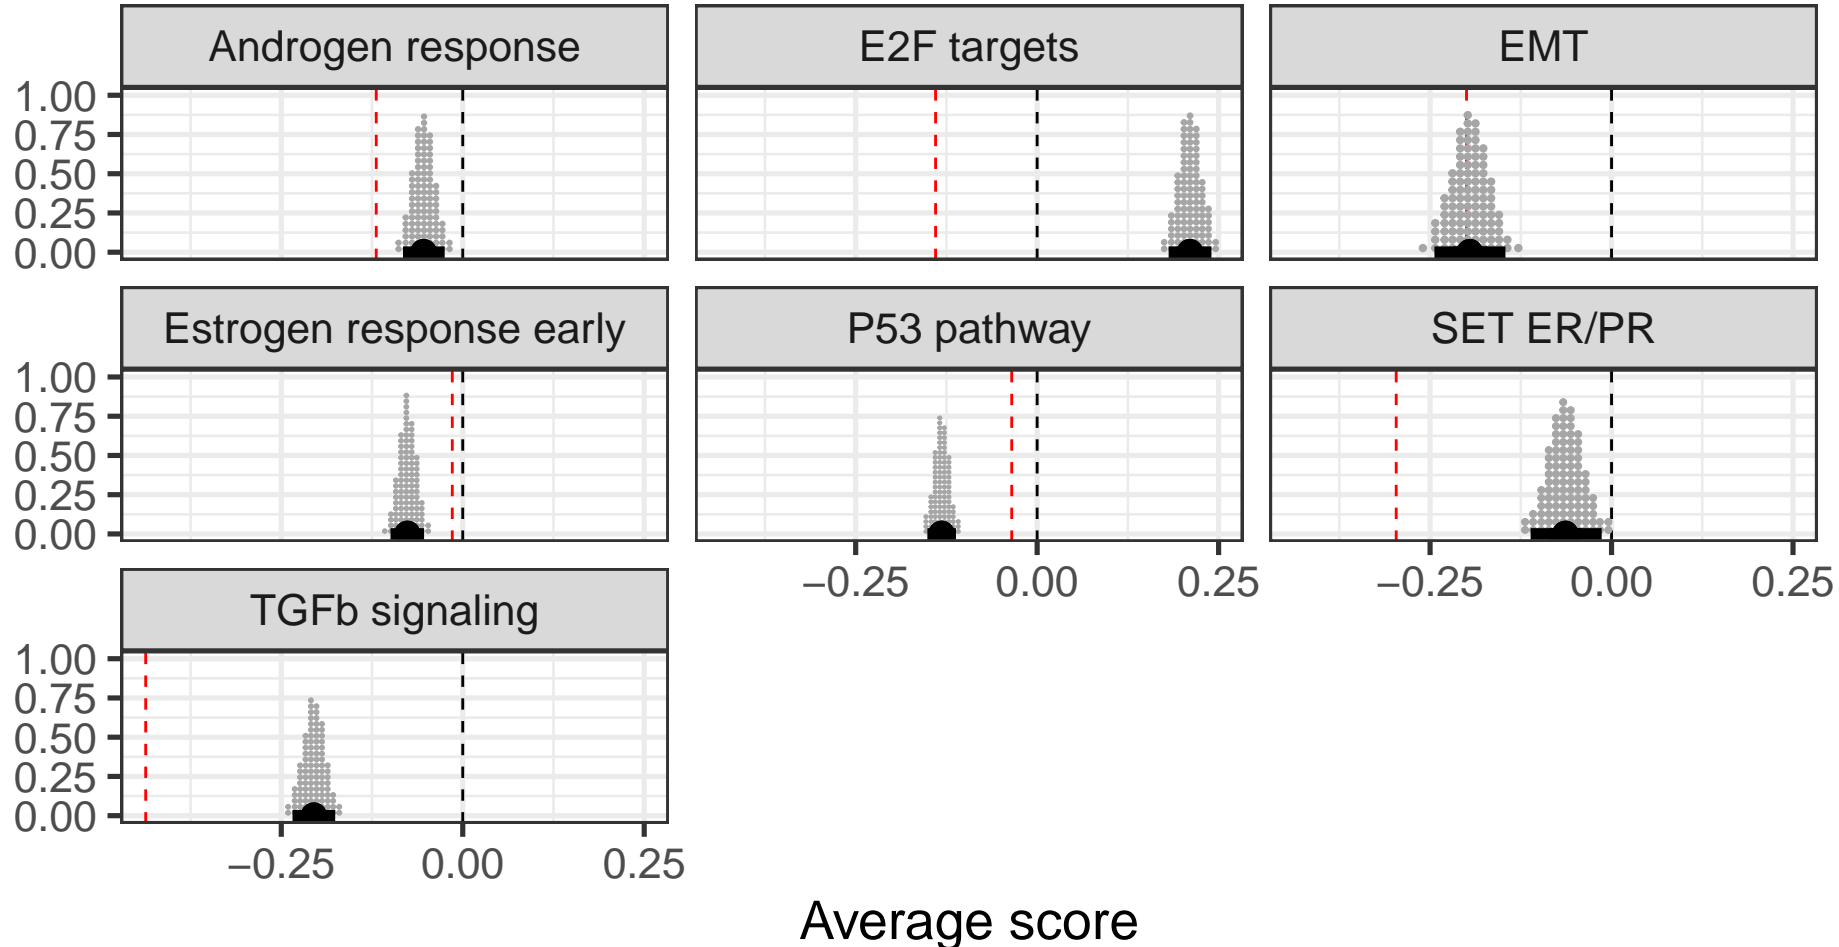 Androgen response
E2F targets
EMT
1.00
0.75
0.50
0.25
0.00
Estrogen response early
P53 pathway
SET ER/PR
1.00
0.75
0.50
0.25
0.00
−0.25 0.00 0.25
−0.25 0.00 0.25
TGFb signaling
1.00
0.75
0.50
0.25
0.00
−0.25 0.00 0.25
Average score